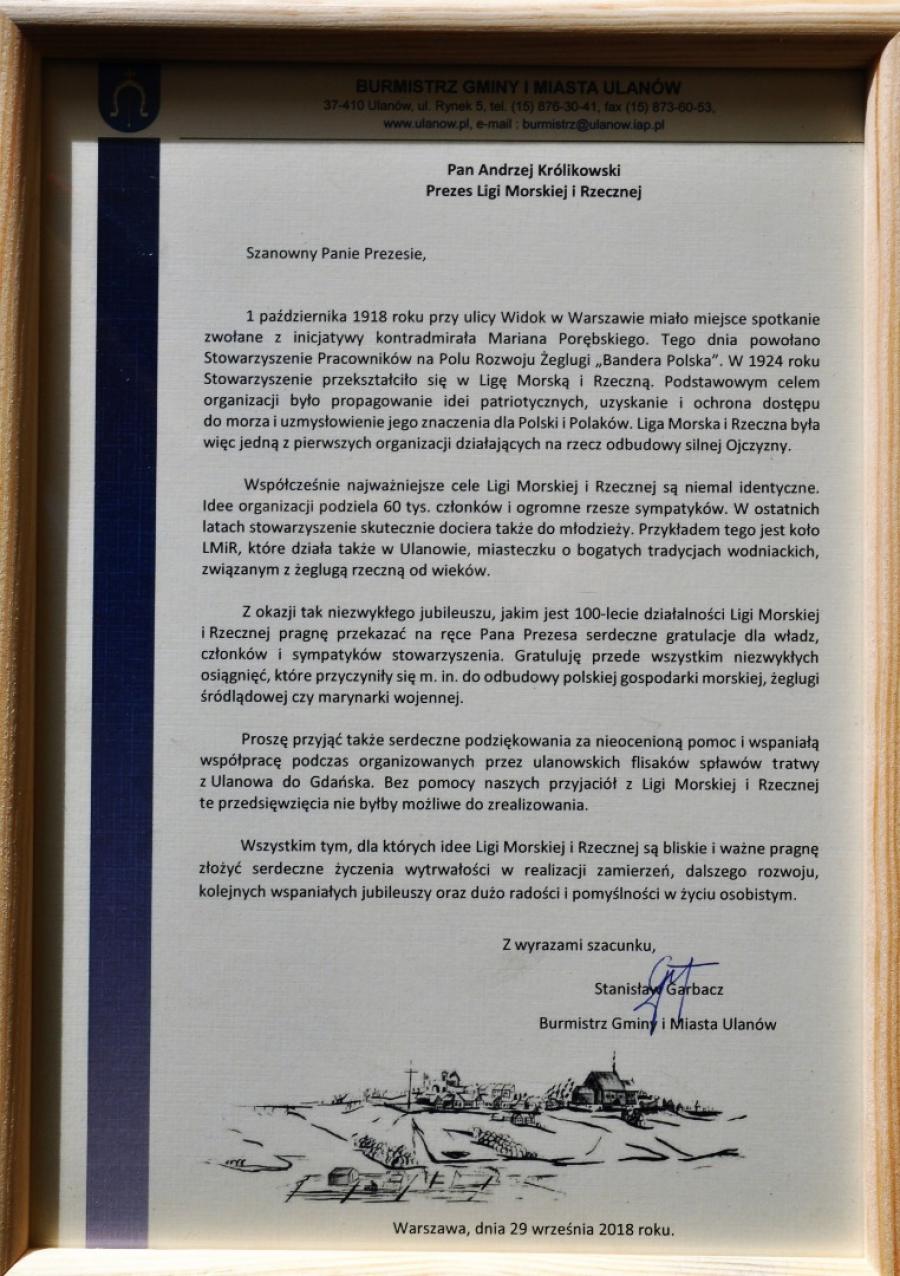 BURMISTRZ GMINY I MIASTA ULANÓW
37-410 Ulanów, ul. Rynek 5, tel. (15) 876-30-41, fax (15) 873-60-53,
www.ulanow.pl, e-mail : burmistrz@ulanow.iap.pl
Pan Andrzej Królikowski
Prezes Ligi Morskiej i Rzecznej
Szanowny Panie Prezesie,
1 października 1918 roku przy ulicy Widok w Warszawie miało miejsce spotkanie
zwołane z inicjatywy kontradmirała Mariana Porębskiego. Tego dnia powołano
Stowarzyszenie Pracowników na Polu Rozwoju Żeglugi „Bandera Polska”. W 1924 roku
Stowarzyszenie przekształciło się w Ligę Morską i Rzeczną. Podstawowym celem
organizacji było propagowanie idei patriotycznych, uzyskanie i ochrona dostępu
do morza i uzmysłowienie jego znaczenia dla Polski i Polaków. Liga Morska i Rzeczna była
więc jedną z pierwszych organizacji działających na rzecz odbudowy silnej Ojczyzny.
Współcześnie najważniejsze cele Ligi Morskiej i Rzecznej są niemal identyczne.
Idee organizacji podziela 60 tys. członków i ogromne rzesze sympatyków. W ostatnich
latach stowarzyszenie skutecznie dociera także do młodzieży. Przykładem tego jest koło
LMiR, które działa także w Ulanowie, miasteczku o bogatych tradycjach wodniackich,
związanym z żeglugą rzeczną od wieków.
Z okazji tak niezwykłego jubileuszu, jakim jest 100-lecie działalności Ligi Morskiej
i Rzecznej pragnę przekazać na ręce Pana Prezesa serdeczne gratulacje dla władz,
członków i sympatyków stowarzyszenia. Gratuluję przede wszystkim niezwykłych
osiągnięć, które przyczyniły się m. in. do odbudowy polskiej gospodarki morskiej, żeglugi
śródlądowej czy marynarki wojennej.
Proszę przyjąć także serdeczne podziękowania za nieocenioną pomoc i wspaniałą
współpracę podczas organizowanych przez ulanowskich flisaków spławów tratwy
z Ulanowa do Gdańska. Bez pomocy naszych przyjaciół z Ligi Morskiej i Rzecznej
te przedsięwzięcia nie byłby możliwe do zrealizowania.
Wszystkim tym, dla których idee Ligi Morskiej i Rzecznej są bliskie i ważne pragnę
złożyć serdeczne życzenia wytrwałości w realizacji zamierzeń, dalszego rozwoju,
kolejnych wspaniałych jubileuszy oraz dużo radości i pomyślności w życiu osobistym.
Z wyrazami szacunku,
Stanisław Garbacz
Burmistrz Gminy i Miasta Ulanów
Warszawa, dnia 29 września 2018 roku.